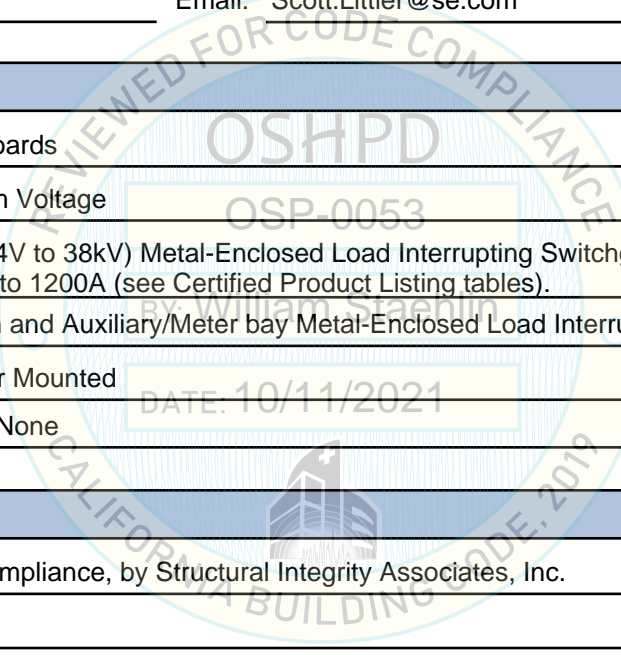 Email: Scott.Littler@se.com
REVIEWED FOR CODE COMPLIANCE
OSHPD
oards
n Voltage
OSP-0053
4V to 38kV) Metal-Enclosed Load Interrupting Switchg
to 1200A (see Certified Product Listing tables).
BY: William Staehlin
n and Auxiliary/Meter bay Metal-Enclosed Load Interru
r Mounted
DATE: 10/11/2021
None
mpliance, by Structural Integrity Associates, Inc.
CALIFORNIA BUILDING CODE, 2019